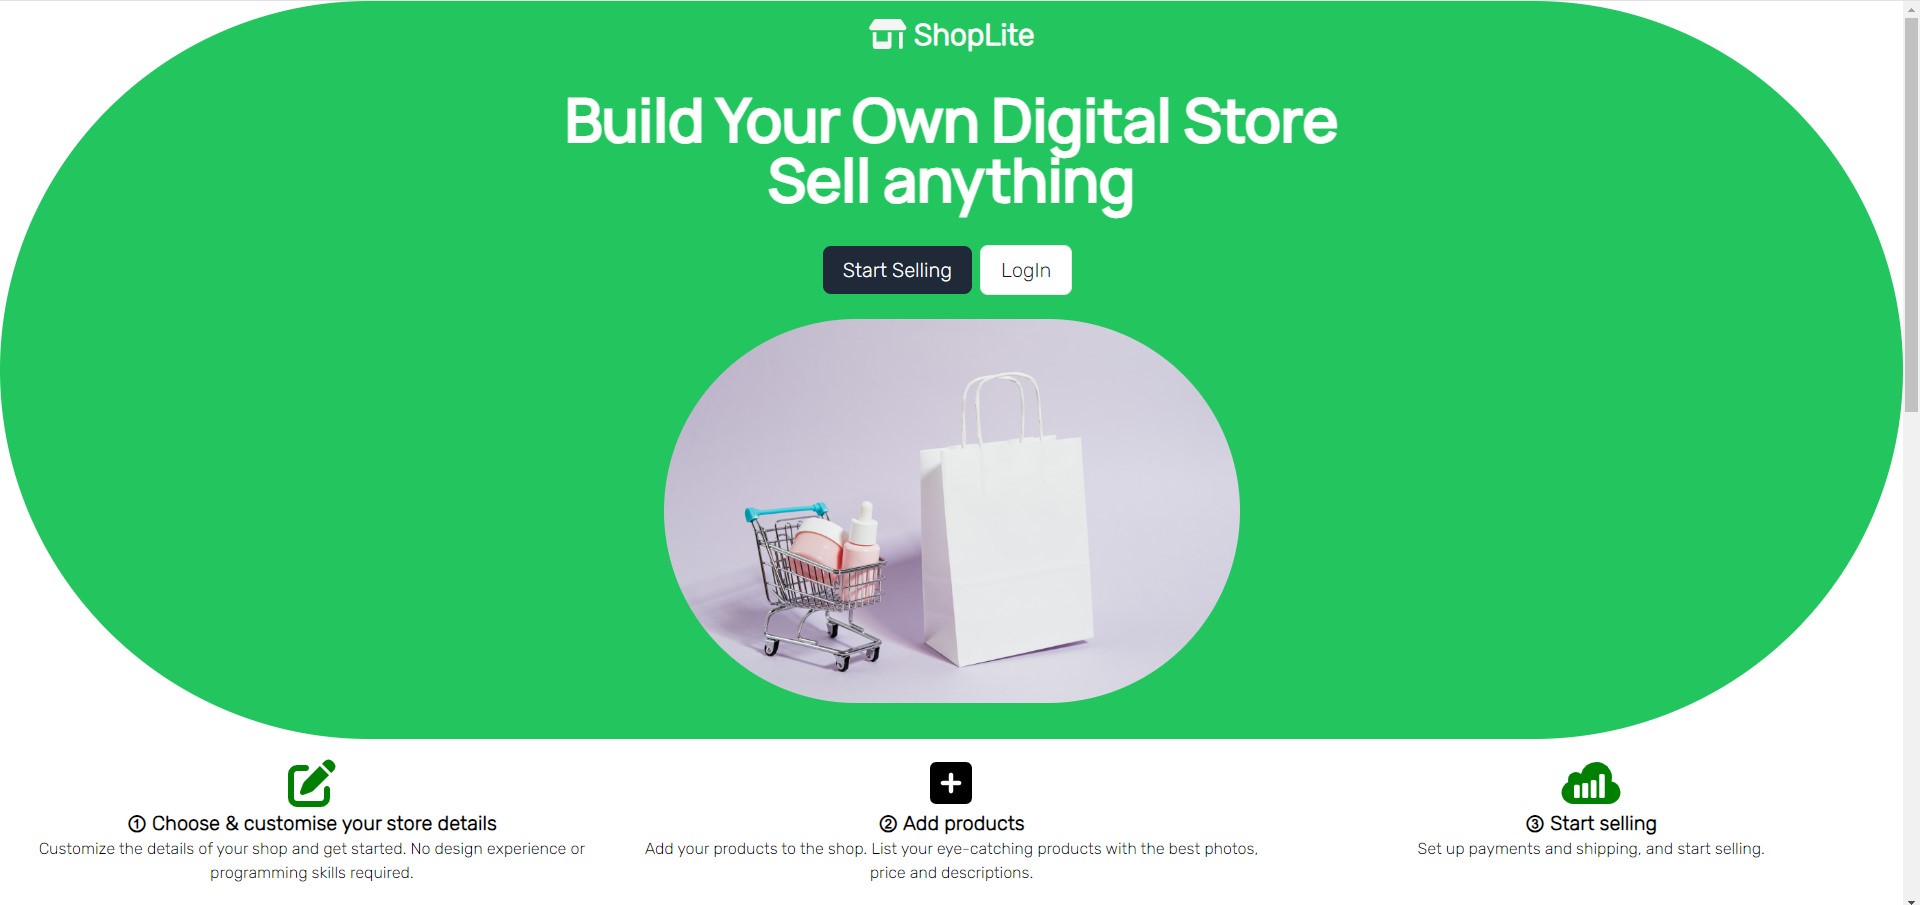 ShopLite
Build Your Own Digital Store
Sell anything
Start Selling
LogIn
① Choose & customise your store details
Customize the details of your shop and get started. No design experience or
programming skills required.
② Add products
Add your products to the shop. List your eye-catching products with the best photos,
price and descriptions.
③ Start selling
Set up payments and shipping, and start selling.